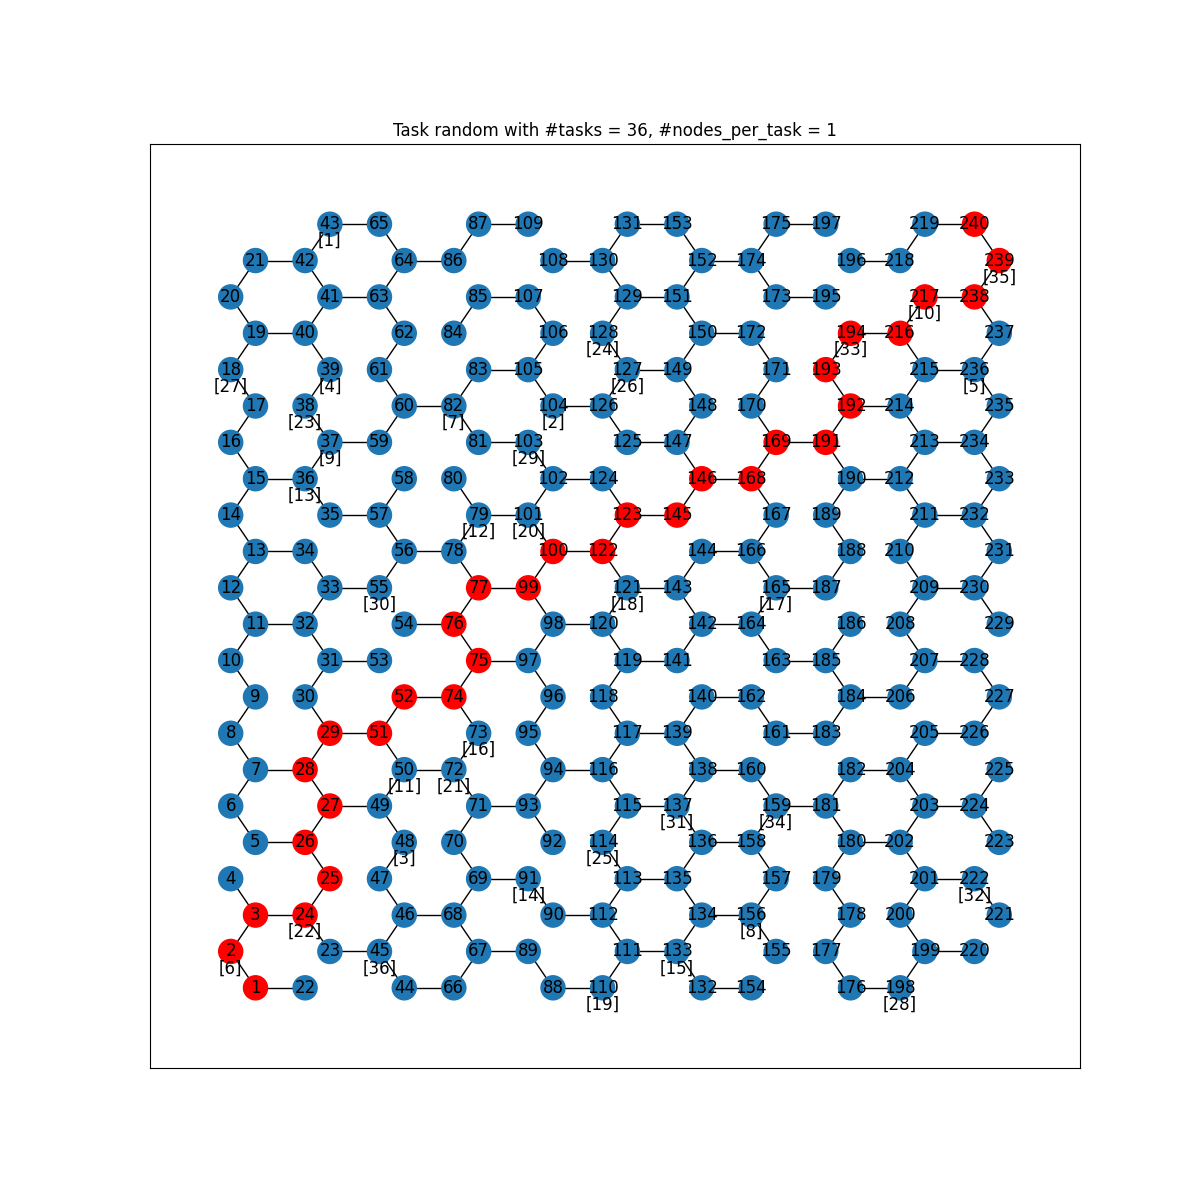 Task random with #tasks = 36, #nodes_per_task = 1
43 65 87 109 131 153 175 197 219 240
[1]
21 42 64 86 108 130 152 174 196 218 239
[35]
20 41 63 85 107 129 151 173 195 217 238
[10]
19 40 62 84 106 128 150 172 194 216 237
[24] [33]
18 39 61 83 105 127 149 171 193 215 236
[27] [4] [26] [5]
17 38 60 82 104 126 148 170 192 214 235
[23] [7] [2]
16 37 59 81 103 125 147 169 191 213 234
[9] [29]
15 36 58 80 102 124 146 168 190 212 233
[13]
14 35 57 79 101 123 145 167 189 211 232
[12] [20]
13 34 56 78 100 122 144 166 188 210 231
12 33 55 77 99 121 143 165 187 209 230
[30] [18] [17]
11 32 54 76 98 120 142 164 186 208 229
10 31 53 75 97 119 141 163 185 207 228
9 30 52 74 96 118 140 162 184 206 227
8 29 51 73 95 117 139 161 183 205 226
[16]
7 28 50 72 94 116 138 160 182 204 225
[11] [21]
6 27 49 71 93 115 137 159 181 203 224
[31] [34]
5 26 48 70 92 114 136 158 180 202 223
[3] [25]
4 25 47 69 91 113 135 157 179 201 222
[14] [32]
3 24 46 68 90 112 134 156 178 200 221
[22] [8]
2 23 45 67 89 111 133 155 177 199 220
[6] [36] [15]
1 22 44 66 88 110 132 154 176 198
[19] [28]